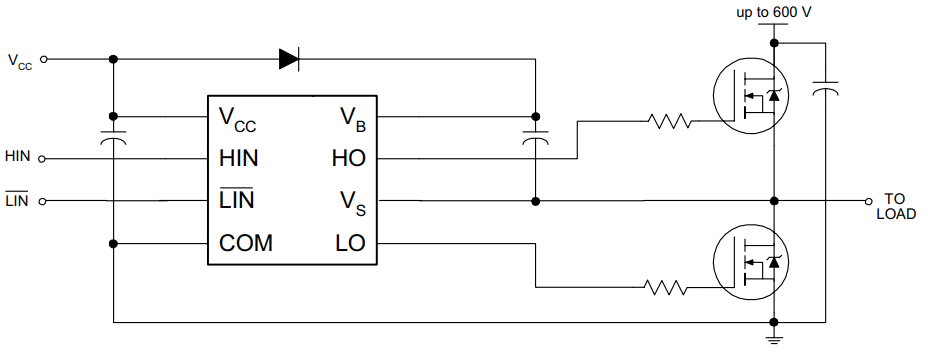 up to 600 V
VCC
VCC
VB
HIN
HIN
HO
LIN
LIN
VS
TO
LOAD
COM
LO